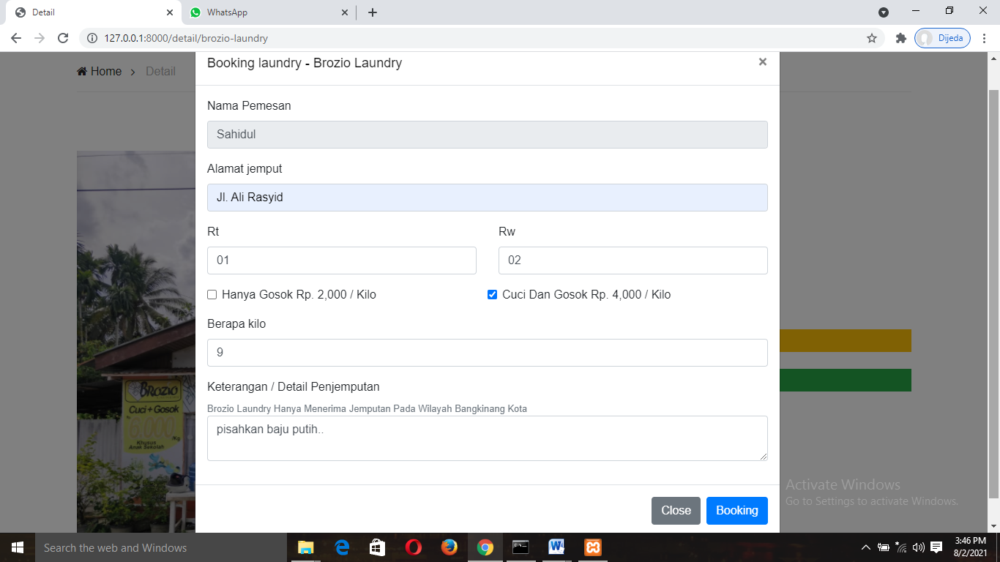 Detail
WhatsApp
127.0.0.1:8000/detail/brozio-laundry
Dijeda
Booking laundry - Brozio Laundry
×
Home > Detail
Nama Pemesan
Sahidul
Alamat jemput
Jl. Ali Rasyid
Rt Rw
01 02
Hanya Gosok Rp. 2,000 / Kilo Cuci Dan Gosok Rp. 4,000 / Kilo
Berapa kilo
9
Keterangan / Detail Penjemputan
Brozio Laundry Hanya Menerima Jemputan Pada Wilayah Bangkinang Kota
pisahkan baju putih..
BROZIO
Cuci + Gosok
Rp 6.000 /Kg
Khusus
Anak Sekolah
Close Booking
Activate Windows
Go to Settings to activate Windows.
Search the web and Windows
3:46 PM
8/2/2021